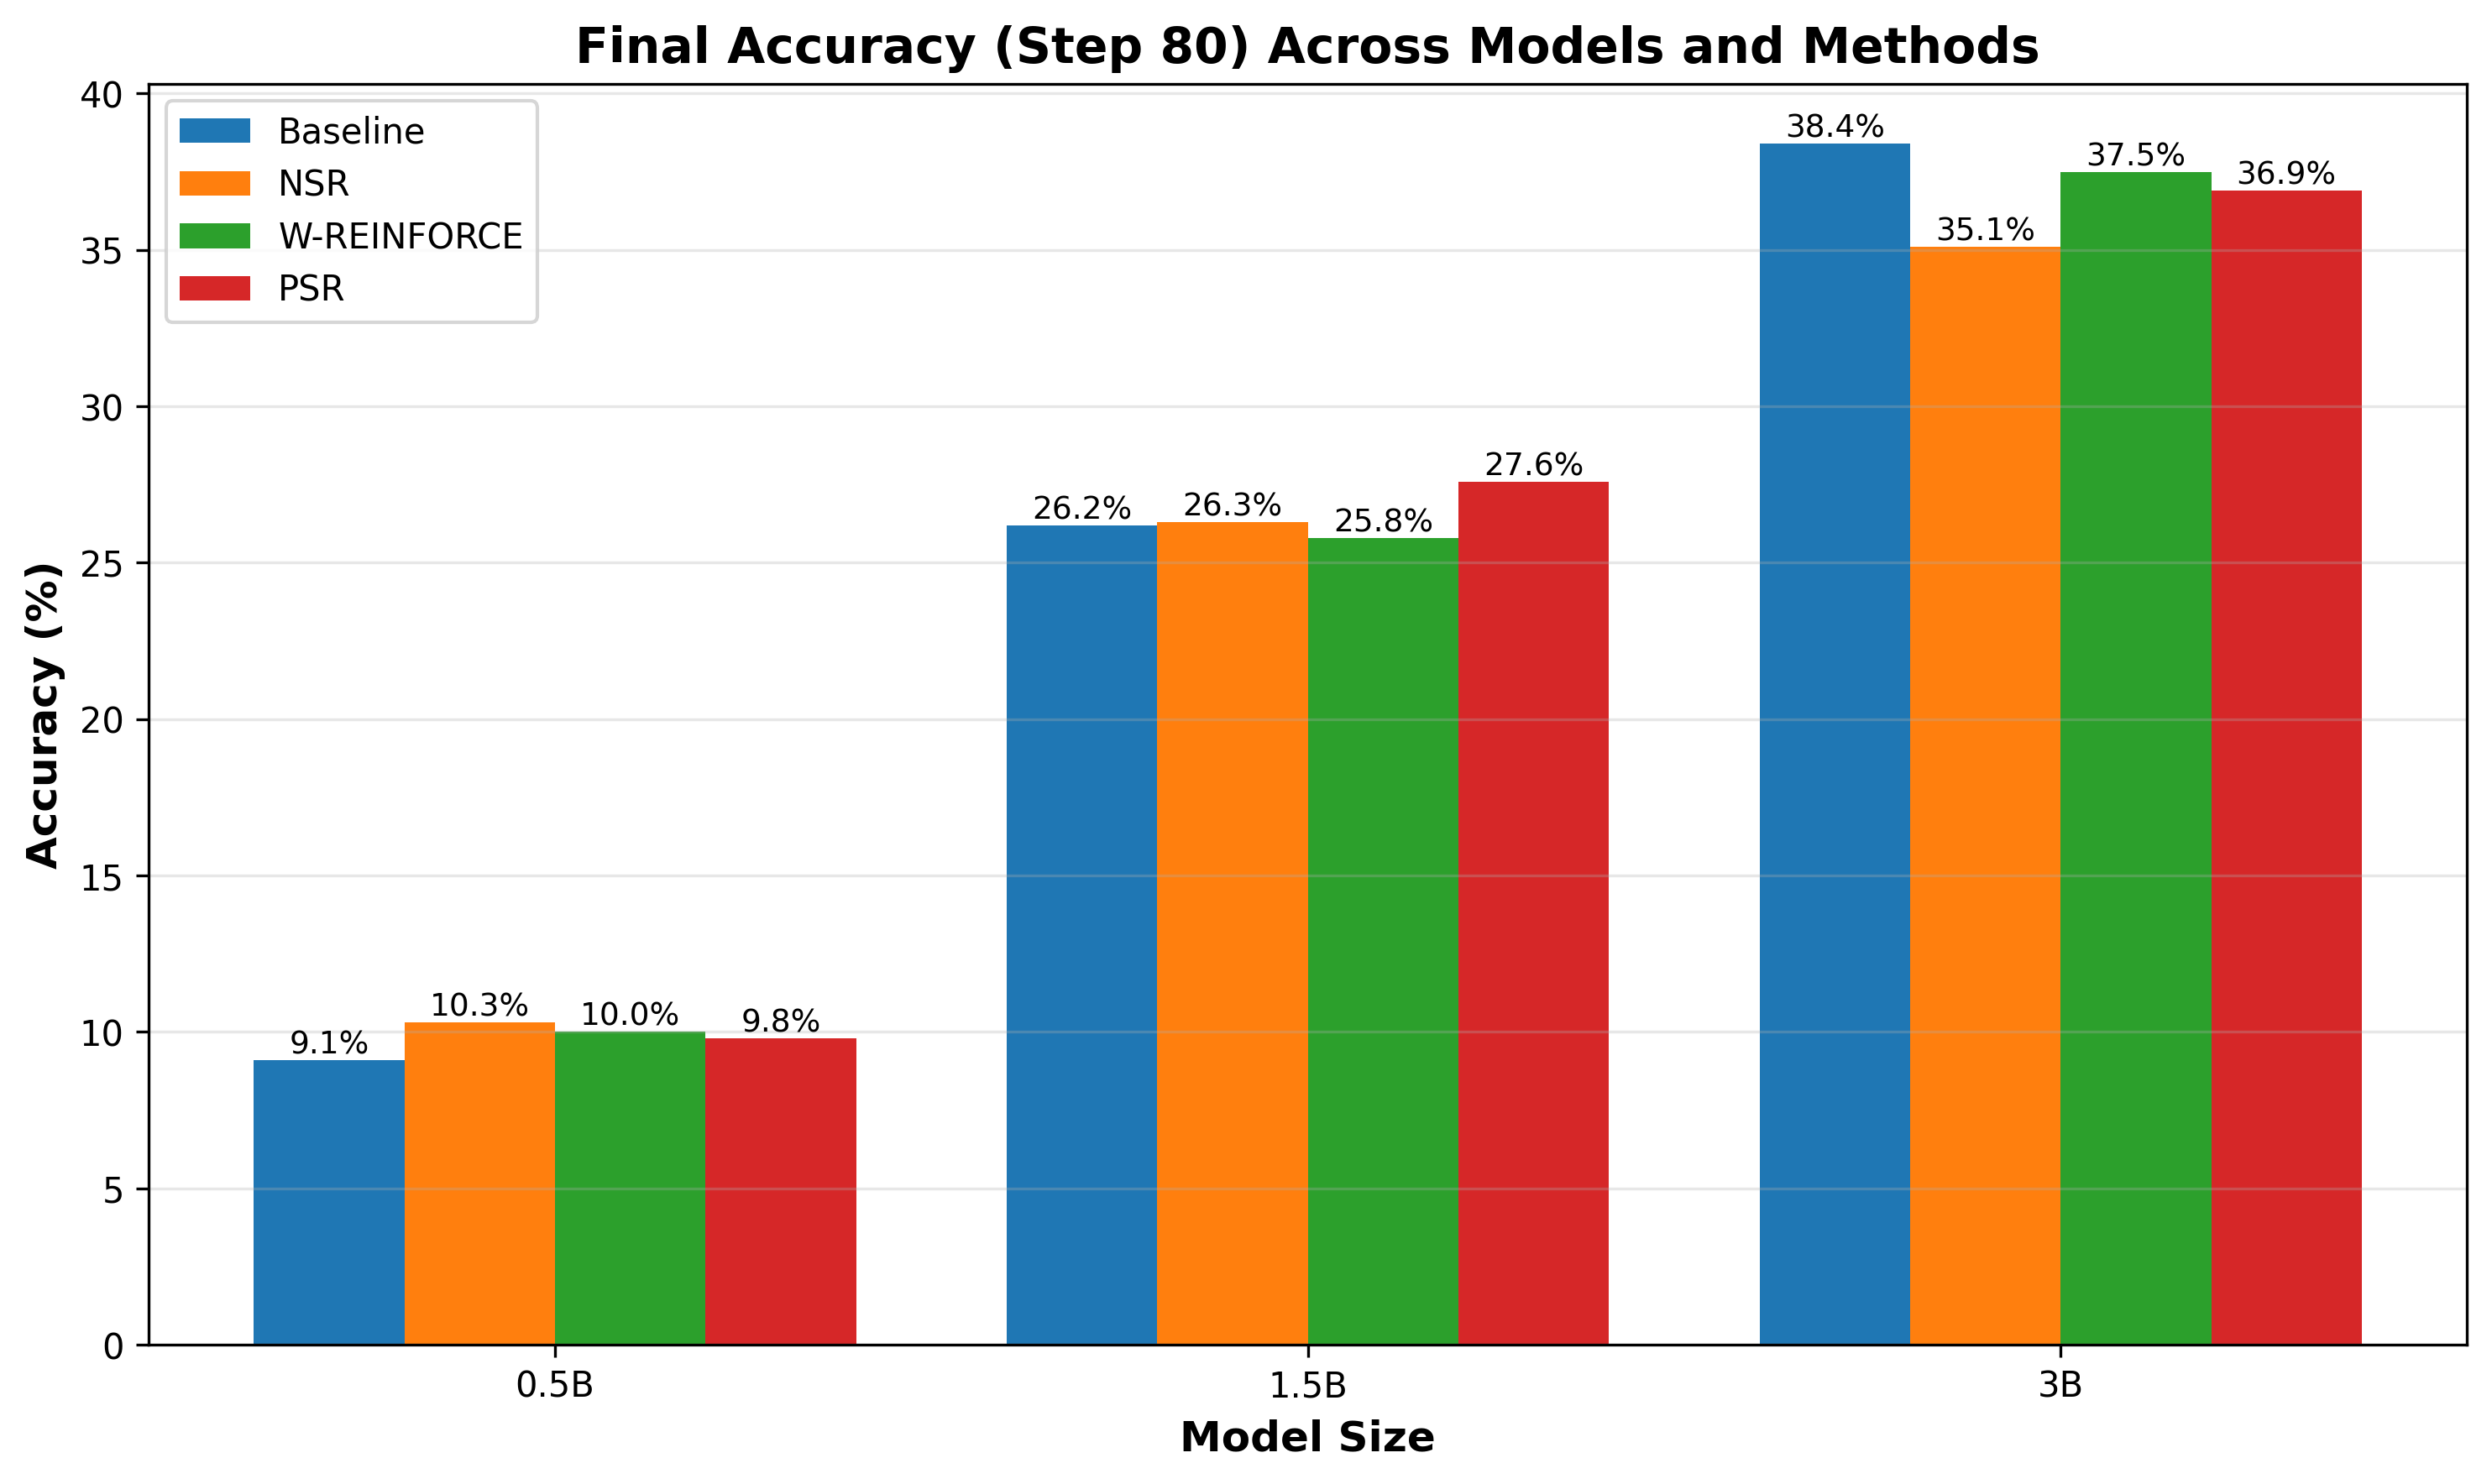 Final Accuracy (Step 80) Across Models and Methods
Accuracy (%)
40
35
30
25
20
15
10
5
0
Baseline
NSR
W-REINFORCE
PSR
9.1%
10.3%
10.0%
9.8%
26.2%
26.3%
25.8%
27.6%
38.4%
35.1%
37.5%
36.9%
0.5B
1.5B
3B
Model Size